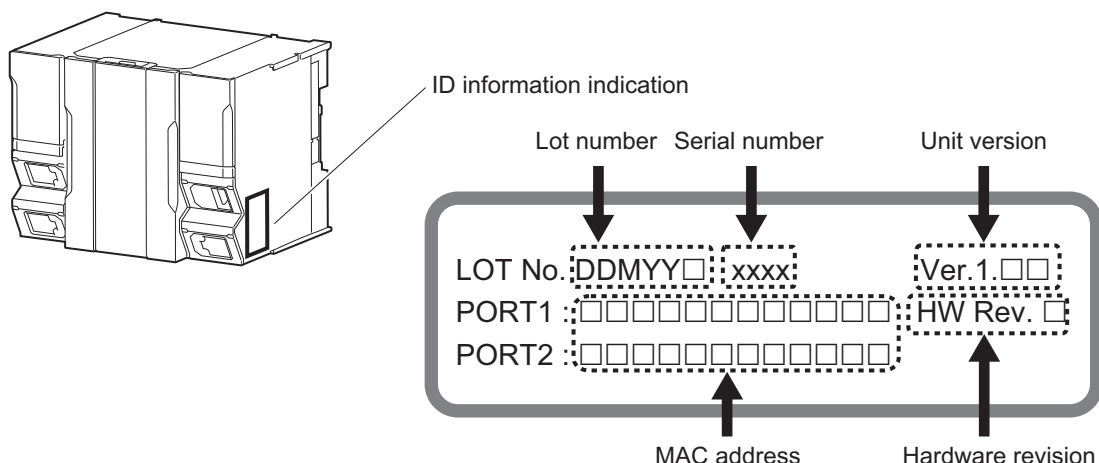 ID information indication
Lot number Serial number Unit version
LOT No. DDMYY□ xxxx Ver.1.□□
PORT1 : □□□□□□□□□□□□ HW Rev. □
PORT2 : □□□□□□□□□□□□
MAC address Hardware revision